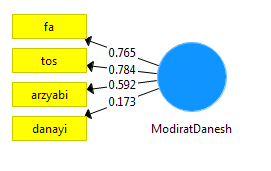 fa
0.765
tos
0.784
arzyabi
0.592
danayi
0.173
ModiratDanesh